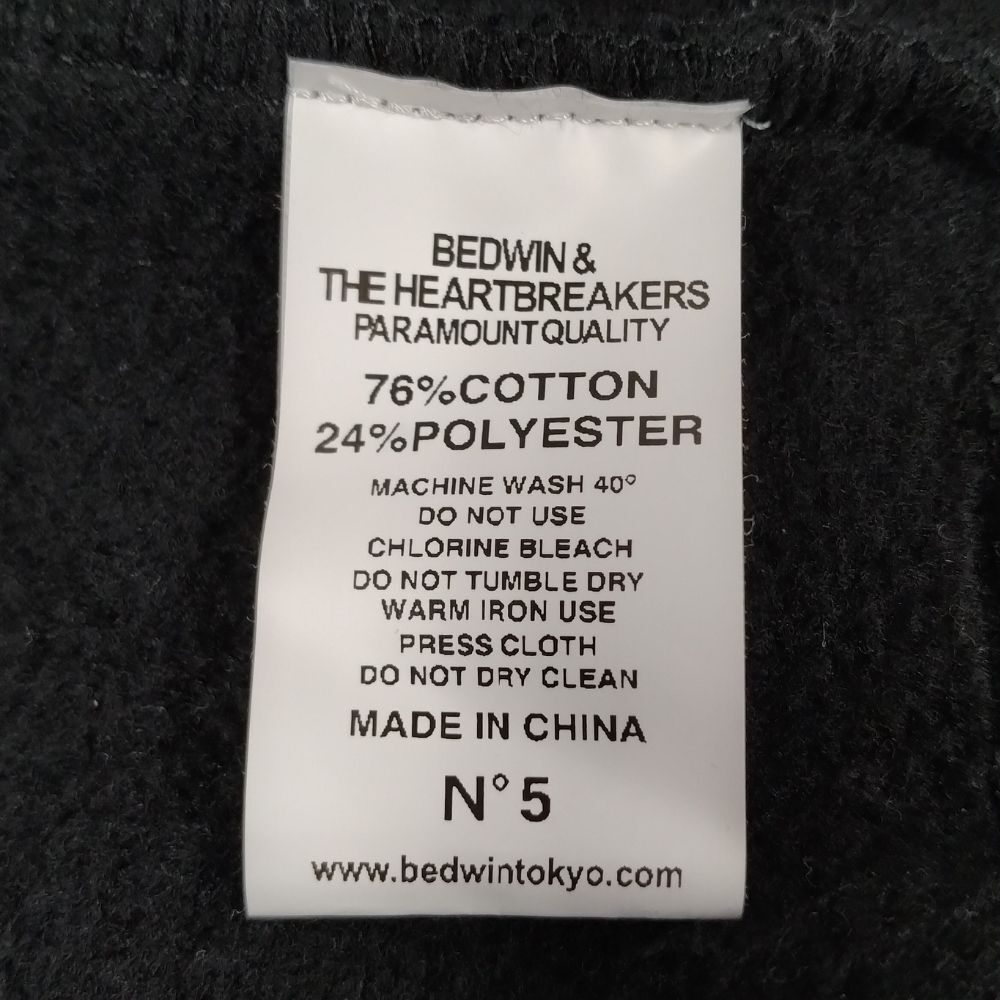 BEDWIN &
THE HEARTBREAKERS
PARAMOUNT QUALITY
76%COTTON
24%POLYESTER
MACHINE WASH 40°
DO NOT USE
CHLORINE BLEACH
DO NOT TUMBLE DRY
WARM IRON USE
PRESS CLOTH
DO NOT DRY CLEAN
MADE IN CHINA
N°5
www.bedwintokyo.com